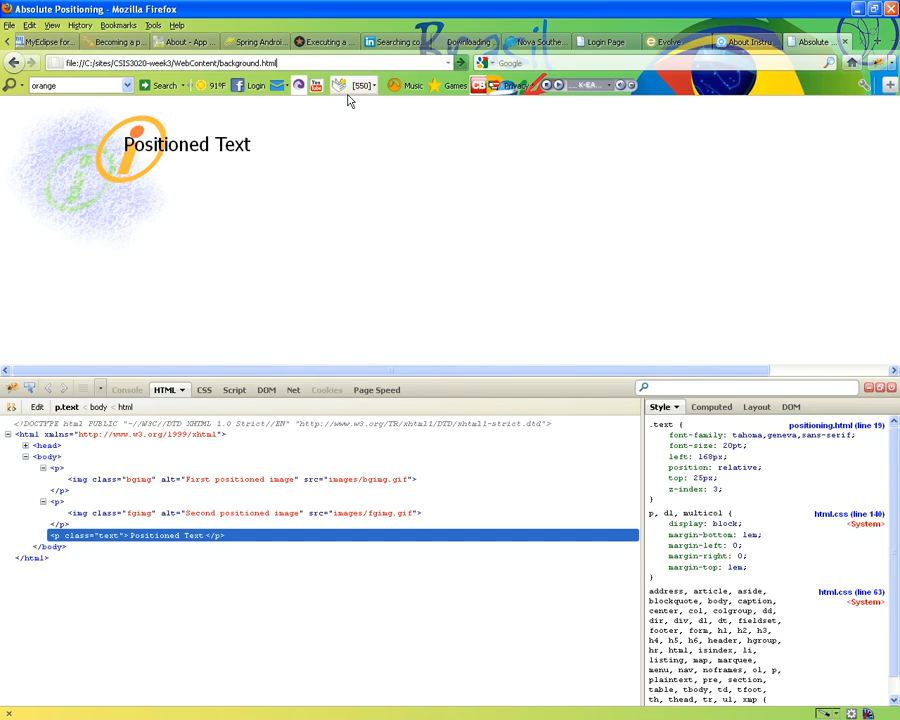 Absolute Positioning - Mozilla Firefox
File Edit View History Bookmarks Tools Help
Brasil
MyEclipse for... Becoming a p... About - App ... Spring Androi... Executing a ... Searching co... Downloading... Nova Southe... Login Page Evolve About Instru... Absolute ...
file:///C:/sites/CSIS3020-week3/WebContent/background.html Google
orange Search 91°F Login You Tube [550] Music Games CB Privacy K-EA...
i i
Positioned Text
Console HTML CSS Script DOM Net Cookies Page Speed
Edit p.text < body < html
Style Computed Layout DOM
<!DOCTYPE html PUBLIC "-//W3C//DTD XHTML 1.0 Strict//EN" "http://www.w3.org/TR/xhtml1/DTD/xhtml1-strict.dtd">
<html xmlns="http://www.w3.org/1999/xhtml">
<head>
<body>
<p>
<img class="bgimg" alt="First positioned image" src="images/bgimg.gif">
</p>
<p>
<img class="fgimg" alt="Second positioned image" src="images/fgimg.gif">
</p>
<p class="text">Positioned Text</p>
</body>
</html>
.text { positioning.html (line 19)
font-family: tahoma,geneva,sans-serif;
font-size: 20pt;
left: 168px;
position: relative;
top: 25px;
z-index: 3;
}
p, dl, multicol { html.css (line 140)
display: block; <System>
margin-bottom: 1em;
margin-left: 0;
margin-right: 0;
margin-top: 1em;
}
address, article, aside, html.css (line 63)
blockquote, body, caption, <System>
center, col, colgroup, dd,
dir, div, dl, dt, fieldset,
footer, form, h1, h2, h3,
h4, h5, h6, header, hgroup,
hr, html, isindex, li,
listing, map, marquee,
menu, nav, noframes, ol, p,
plaintext, pre, section,
table, tbody, td, tfoot,
th, thead, tr, ul, xmp {